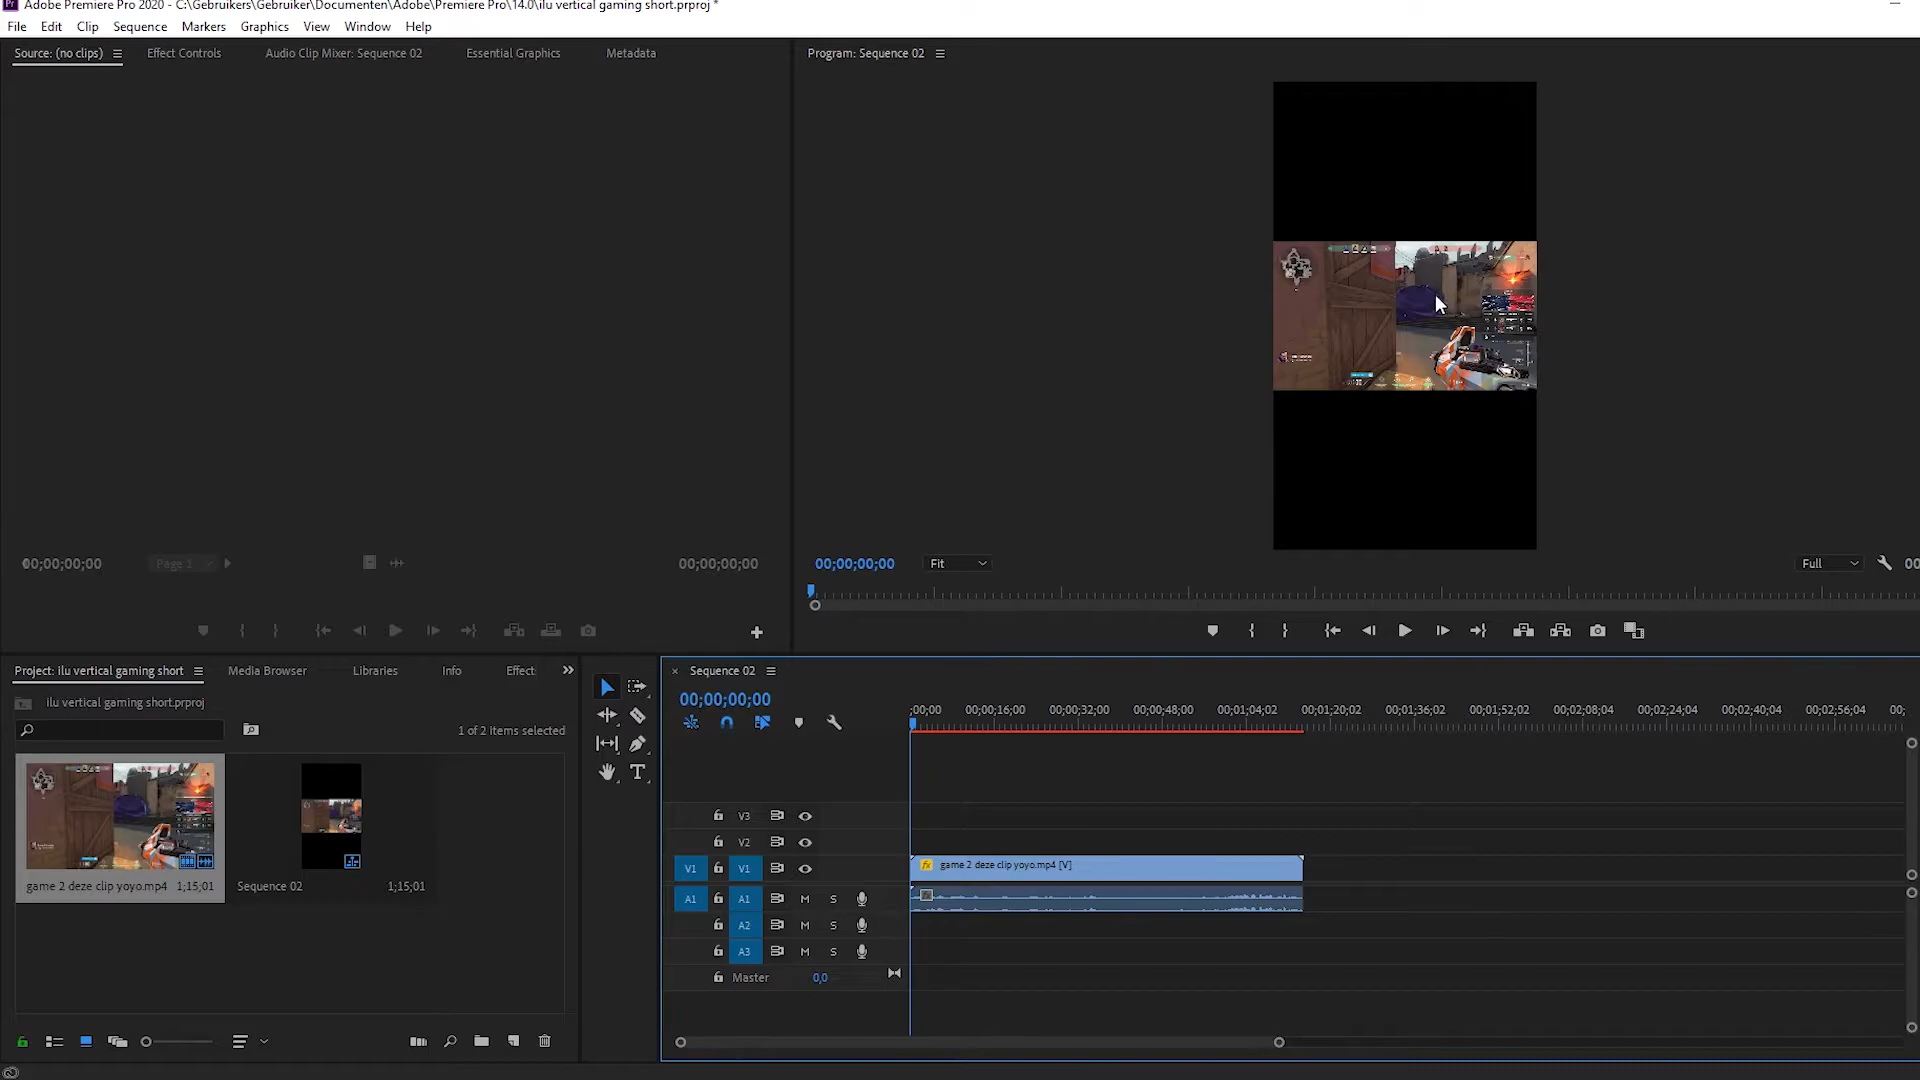 Adobe Premiere Pro 2020 - C:\Gebruikers\Gebruiker\Documenten\Adobe\Premiere Pro\14.0\ilu vertical gaming short.prproj *
File Edit Clip Sequence Markers Graphics View Window Help
Source: (no clips) Effect Controls Audio Clip Mixer: Sequence 02 Essential Graphics Metadata
Program: Sequence 02
00;00;00;00 Page 1 00;00;00;00
00;00;00;00 Fit Full 00
Project: ilu vertical gaming short Media Browser Libraries Info Effect
ilu vertical gaming short.prproj
1 of 2 items selected
game 2 deze clip yoyo.mp4 1;15;01
Sequence 02 1;15;01
Sequence 02
00;00;00;00
;00;00 00;00;16;00 00;00;32;00 00;00;48;00 00;01;04;02 00;01;20;02 00;01;36;02 00;01;52;02 00;02;08;04 00;02;24;04 00;02;40;04 00;02;56;04 00;
V3
V2
V1 V1 fx game 2 deze clip yoyo.mp4 [V]
A1 A1 M S
A2 M S
A3 M S
Master 0,0